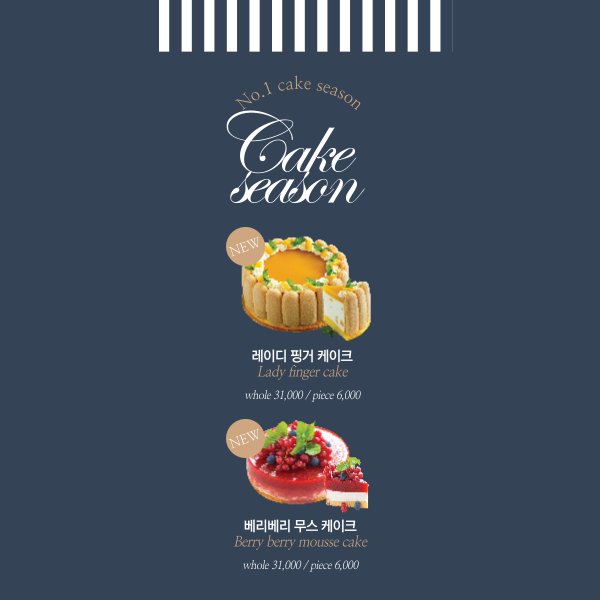 No.1 cake season
Cake
season
NEW
레이디 핑거 케이크
Lady finger cake
whole 31,000 / piece 6,000
NEW
베리베리 무스 케이크
Berry berry mousse cake
whole 31,000 / piece 6,000